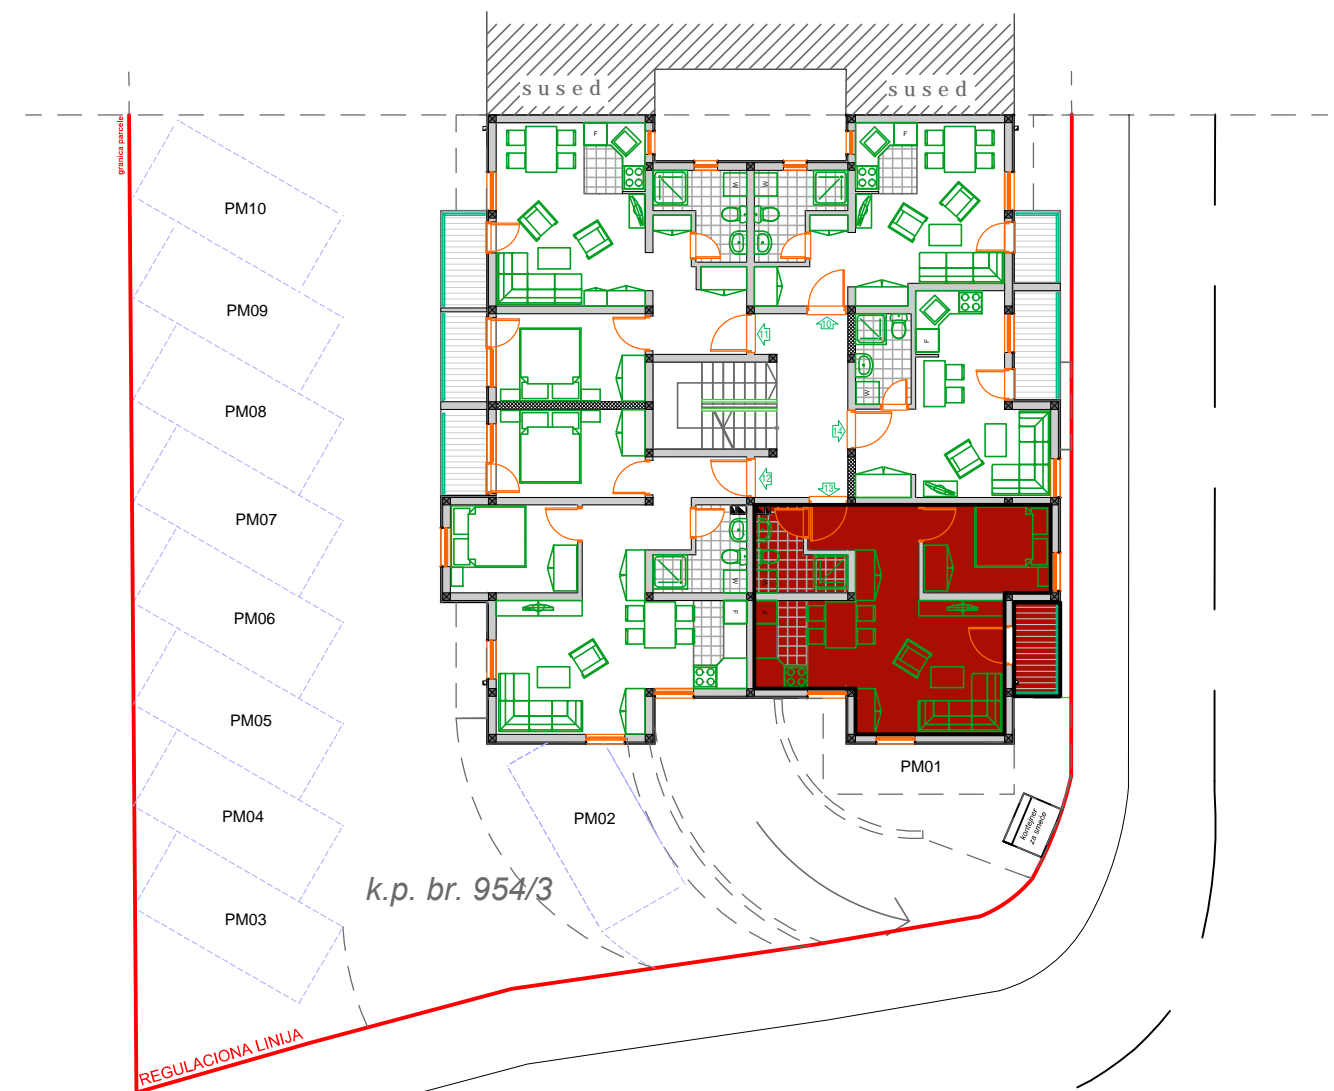 sused
sused
granica parcele
F
F
W
W
PM10
PM09
PM08
PM07
PM06
PM05
PM04
PM03
11
10
F
W
14
12
13
W
W
F
F
PM01
PM02
kontejner
za smeće
k.p. br. 954/3
REGULACIONA LINIJA